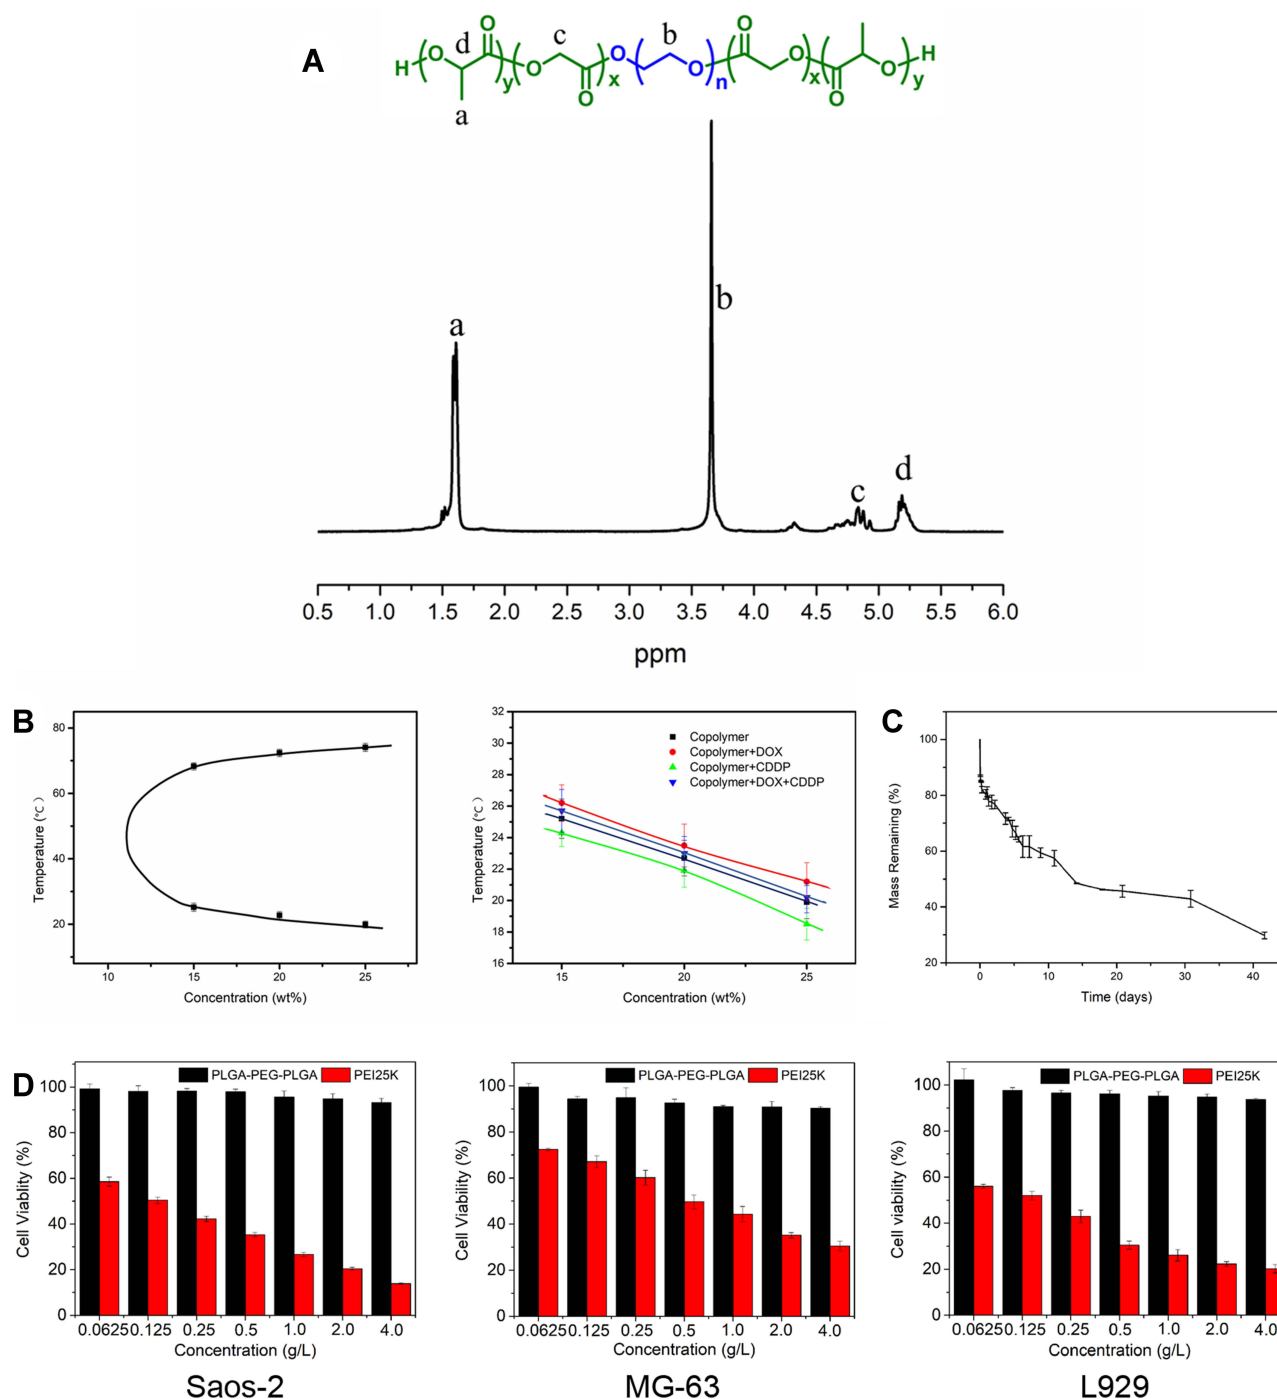 A
H ( O d O ) y ( O c O ) x O ( b O ) n ( O O ) x ( O O ) y H
a
a
b
c
d
0.5 1.0 1.5 2.0 2.5 3.0 3.5 4.0 4.5 5.0 5.5 6.0
ppm
B
80
60
40
20
Temperature (°C)
10 15 20 25
Concentration (wt%)
32
30
28
26
24
22
20
18
16
Temperature (°C)
Copolymer
Copolymer+DOX
Copolymer+CDDP
Copolymer+DOX+CDDP
15 20 25
Concentration (wt%)
C
100
80
60
40
20
Mass Remaining (%)
0 10 20 30 40
Time (days)
D
PLGA-PEG-PLGA PEI25K
100
80
60
40
20
0
Cell Viablity (%)
0.0625 0.125 0.25 0.5 1.0 2.0 4.0
Concentration (g/L)
Saos-2
PLGA-PEG-PLGA PEI25K
100
80
60
40
20
0
Cell Viability (%)
0.0625 0.125 0.25 0.5 1.0 2.0 4.0
Concentration (g/L)
MG-63
PLGA-PEG-PLGA PEI25K
100
80
60
40
20
0
Cell viability (%)
0.0625 0.125 0.25 0.5 1.0 2.0 4.0
Concentration (g/L)
L929